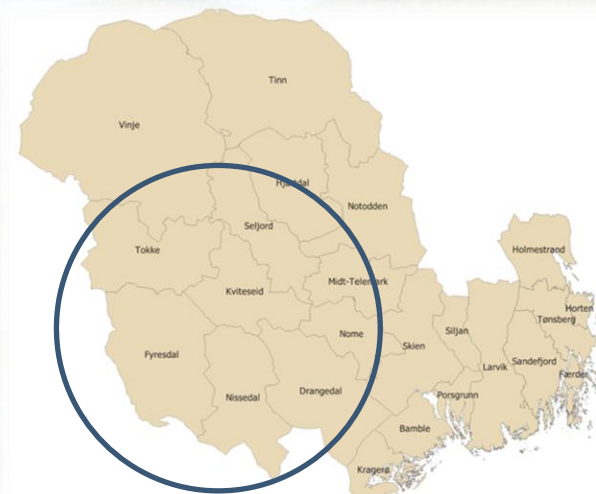 Tinn
Vinje
Hjartdal
Notodden
Seljord
Holmestrand
Tokke
Midt-Telemark
Kviteseid
Horten
Tønsberg
Nome
Siljan
Skien
Fyresdal
Sandefjord
Larvik
Færder
Drangedal
Nissedal
Porsgrunn
Bamble
Kragerø